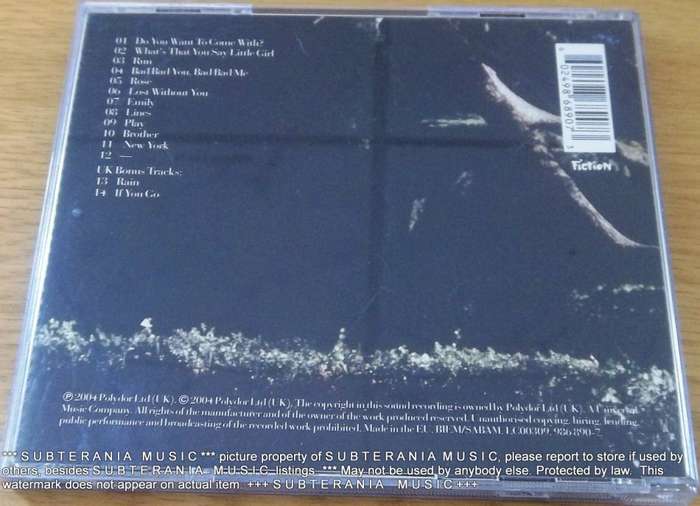 01 Do You Want To Come With?
02 What's That You Say Little Girl
03 Run
04 Bad Bad You, Bad Bad Me
05 Rose
06 Lost Without You
07 Emily
08 Lines
09 Play
10 Brother
11 New York
12 —
UK Bonus Tracks:
13 Rain
14 If You Go
6 02498 68907 3
FICTION
℗ 2004 Polydor Ltd (UK). © 2004 Polydor Ltd (UK). The copyright in this sound recording is owned by Polydor Ltd (UK). A Universal
Music Company. All rights of the manufacturer and of the owner of the work produced reserved. Unauthorised copying, hiring, lending,
public performance and broadcasting of the recorded work prohibited. Made in the EU. BIEM/SABAM. LC00309. 986 890-7
*** S U B T E R A N I A M U S I C *** picture property of S U B T E R A N I A M U S I C, please report to store if used by
others, besides S U B T E R A N I A M U S I C listings. *** May not be used by anybody else. Protected by law. This
watermark does not appear on actual item. +++ S U B T E R A N I A M U S I C +++